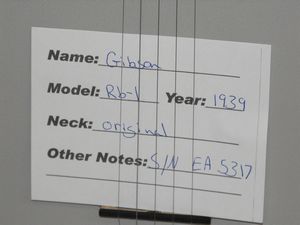 Name: Gibson
Model: Rb-1 Year: 1939
Neck: original
Other Notes: S/N EA 5317